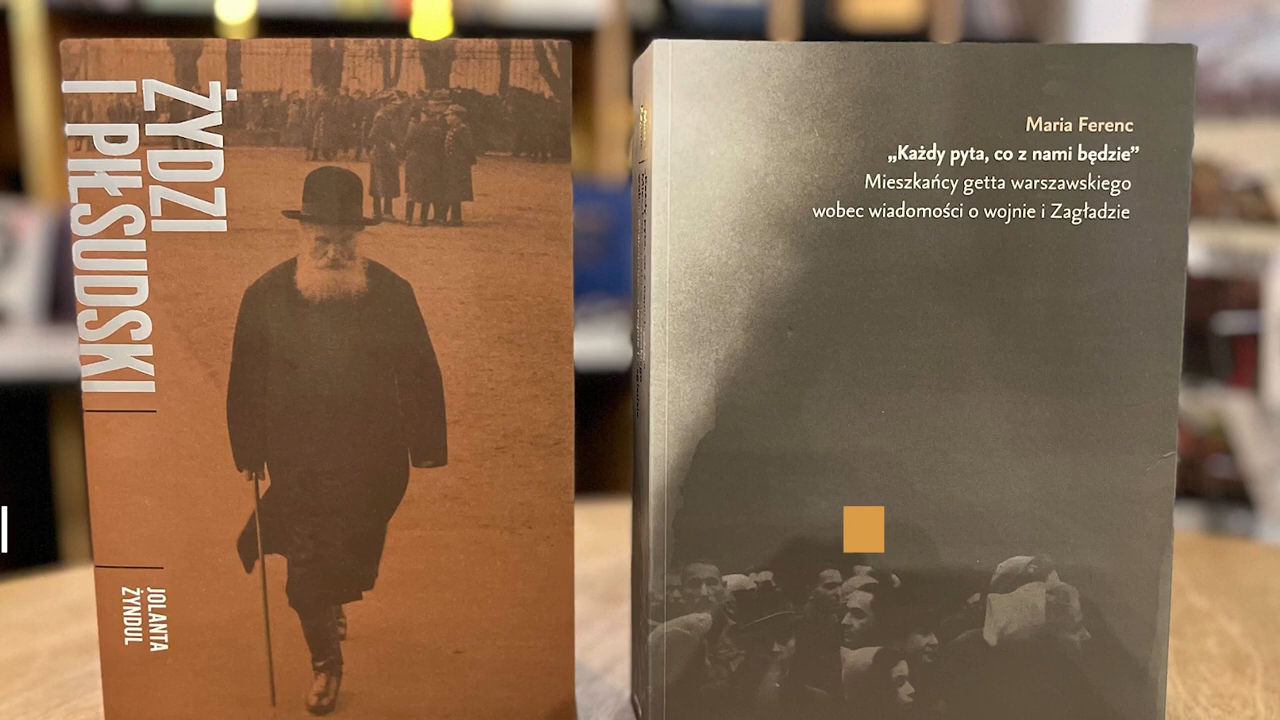 ŻYDZI
I PIŁSUDSKI
JOLANTA
ŻYNDUL
Maria Ferenc
„Każdy pyta, co z nami będzie”
Mieszkańcy getta warszawskiego
wobec wiadomości o wojnie i Zagładzie